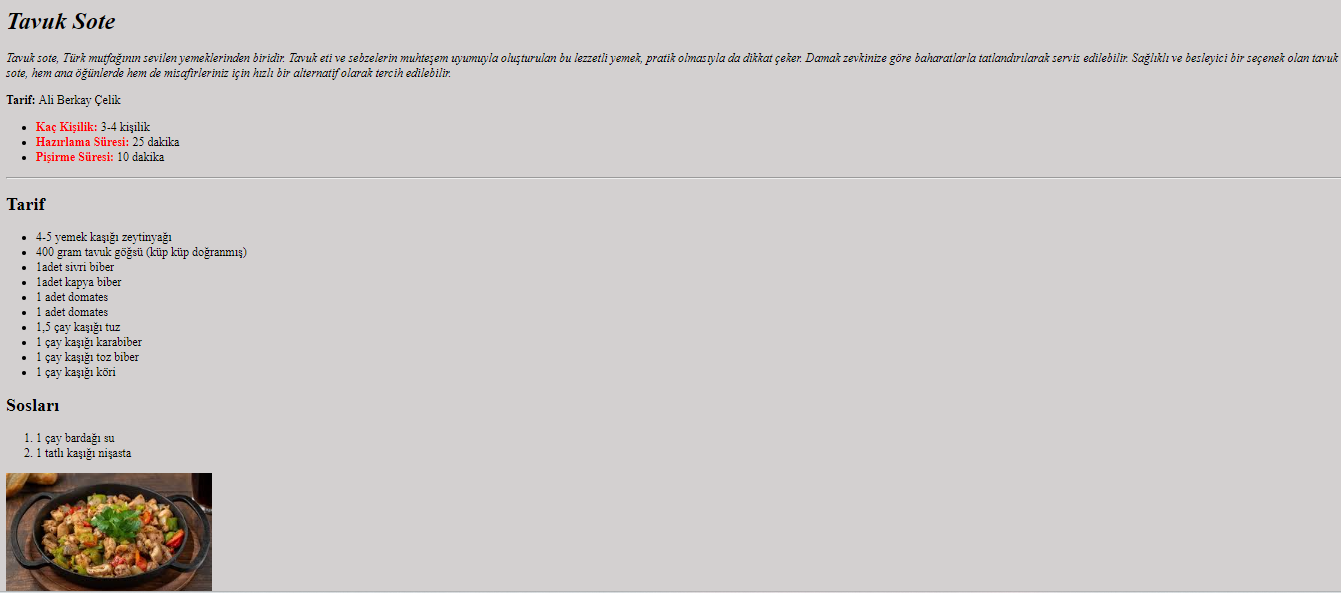 Tavuk Sote
Tavuk sote, Türk mutfağının sevilen yemeklerinden biridir. Tavuk eti ve sebzelerin muhteşem uyumuyla oluşturulan bu lezzetli yemek, pratik olmasıyla da dikkat çeker. Damak zevkinize göre baharatlarla tatlandırılarak servis edilebilir. Sağlıklı ve besleyici bir seçenek olan tavuk
sote, hem ana öğünlerde hem de misafirleriniz için hızlı bir alternatif olarak tercih edilebilir.
Tarif: Ali Berkay Çelik
• Kaç Kişilik: 3-4 kişilik
• Hazırlama Süresi: 25 dakika
• Pişirme Süresi: 10 dakika
Tarif
• 4-5 yemek kaşığı zeytinyağı
• 400 gram tavuk göğsü (küp küp doğranmış)
• 1adet sivri biber
• 1adet kapya biber
• 1 adet domates
• 1 adet domates
• 1,5 çay kaşığı tuz
• 1 çay kaşığı karabiber
• 1 çay kaşığı toz biber
• 1 çay kaşığı köri
Sosları
1. 1 çay bardağı su
2. 1 tatlı kaşığı nişasta